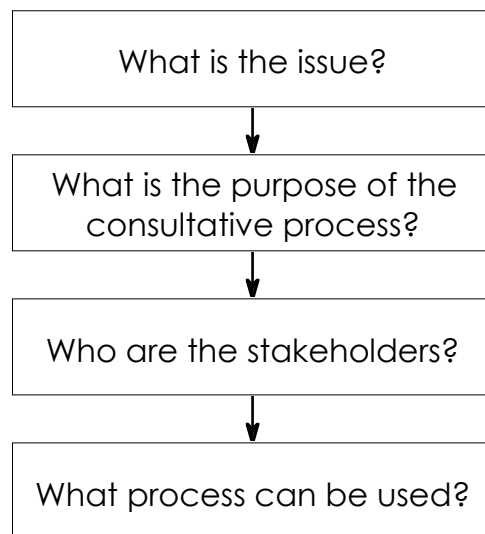 What is the issue?
What is the purpose of the
consultative process?
Who are the stakeholders?
What process can be used?